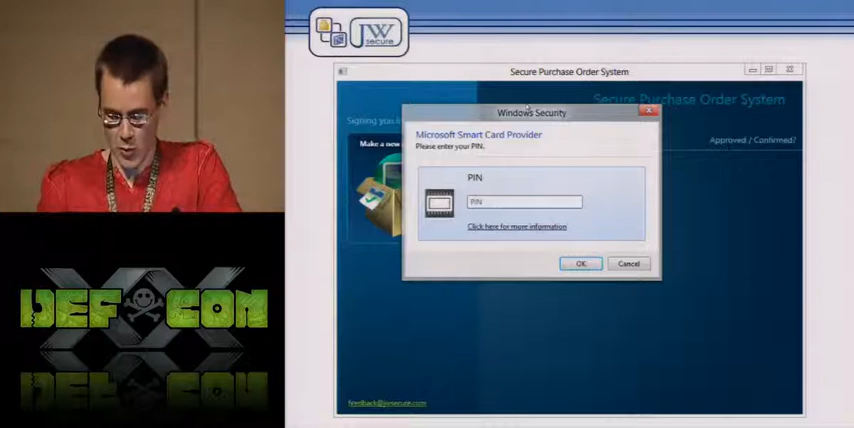 JW
secure
Secure Purchase Order System
Secure Purchase Order System
Signing you i
Approved / Confirmed?
Make a new
Windows Security
Microsoft Smart Card Provider
Please enter your PIN.
PIN
PIN
Click here for more information
OK
Cancel
feedback@jwsecure.com
DEF CON
XX